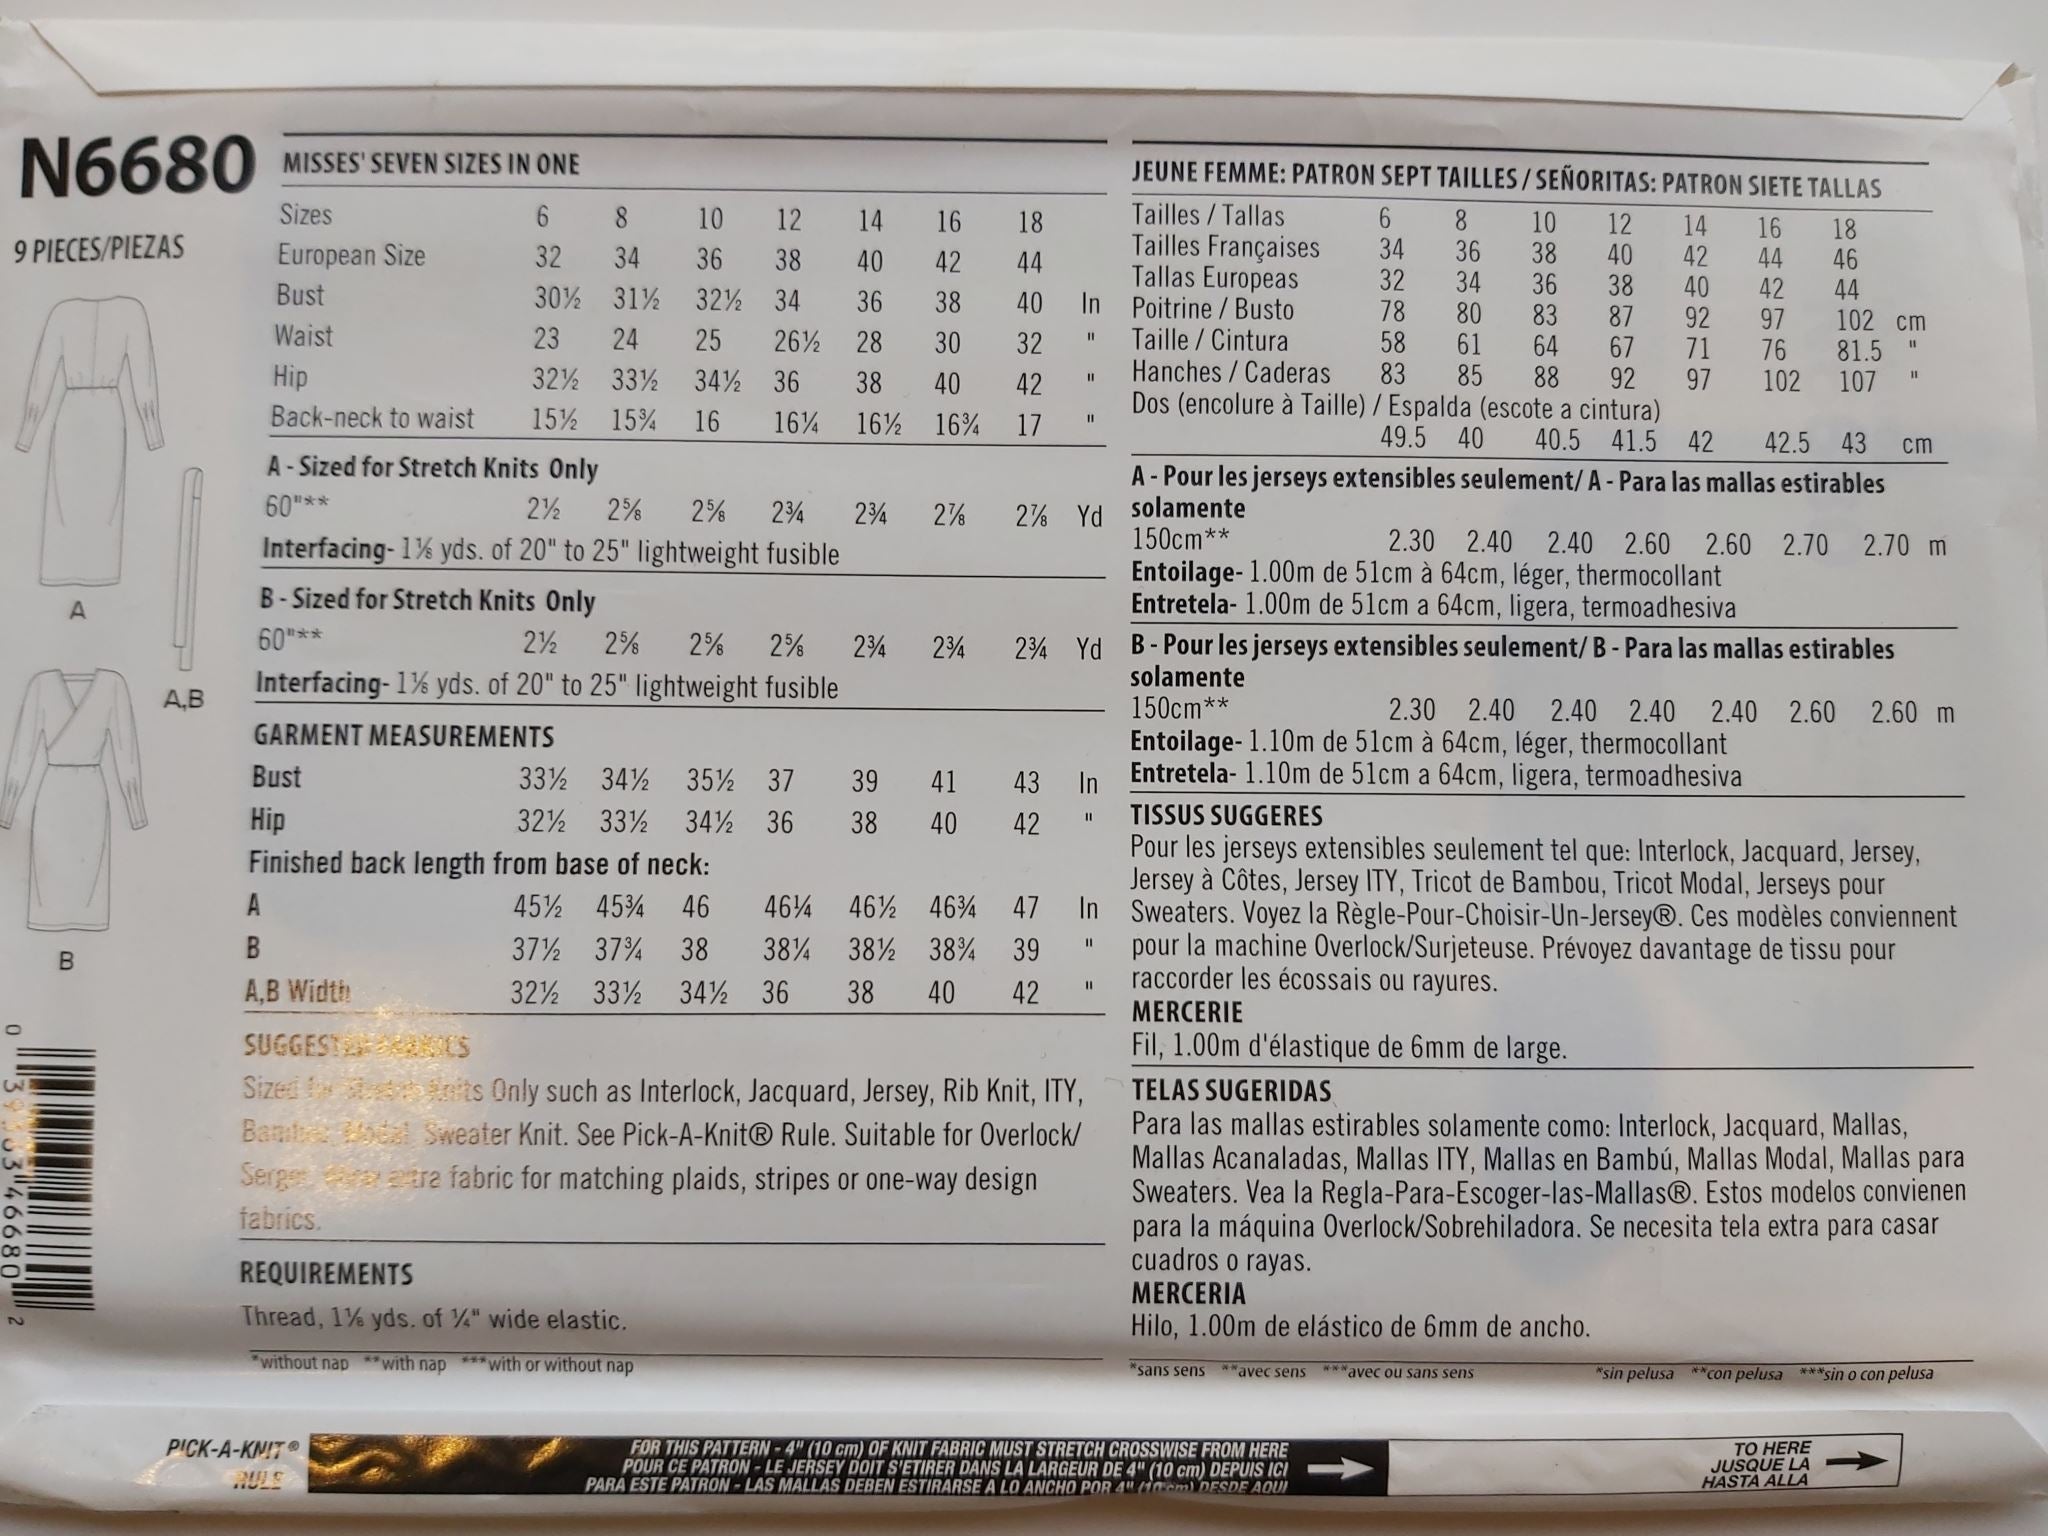 N6680
9 PIECES/PIEZAS
A
A,B
B
0 39363 46680 2
MISSES' SEVEN SIZES IN ONE
Sizes 6 8 10 12 14 16 18
European Size 32 34 36 38 40 42 44
Bust 30½ 31½ 32½ 34 36 38 40 In
Waist 23 24 25 26½ 28 30 32 "
Hip 32½ 33½ 34½ 36 38 40 42 "
Back-neck to waist 15½ 15¾ 16 16¼ 16½ 16¾ 17 "
A - Sized for Stretch Knits Only
60"** 2½ 2⅝ 2⅝ 2¾ 2¾ 2⅞ 2⅞ Yd
Interfacing- 1⅛ yds. of 20" to 25" lightweight fusible
B - Sized for Stretch Knits Only
60"** 2½ 2⅝ 2⅝ 2⅝ 2¾ 2¾ 2¾ Yd
Interfacing- 1⅛ yds. of 20" to 25" lightweight fusible
GARMENT MEASUREMENTS
Bust 33½ 34½ 35½ 37 39 41 43 In
Hip 32½ 33½ 34½ 36 38 40 42 "
Finished back length from base of neck:
A 45½ 45¾ 46 46¼ 46½ 46¾ 47 In
B 37½ 37¾ 38 38¼ 38½ 38¾ 39 "
A,B Width 32½ 33½ 34½ 36 38 40 42 "
SUGGESTED FABRICS
Sized for Stretch Knits Only such as Interlock, Jacquard, Jersey, Rib Knit, ITY,
Bamboo, Modal, Sweater Knit. See Pick-A-Knit® Rule. Suitable for Overlock/
Serger. Allow extra fabric for matching plaids, stripes or one-way design
fabrics.
REQUIREMENTS
Thread, 1⅛ yds. of ¼" wide elastic.
*without nap **with nap ***with or without nap
JEUNE FEMME: PATRON SEPT TAILLES / SEÑORITAS: PATRON SIETE TALLAS
Tailles / Tallas 6 8 10 12 14 16 18
Tailles Françaises 34 36 38 40 42 44 46
Tallas Europeas 32 34 36 38 40 42 44
Poitrine / Busto 78 80 83 87 92 97 102 cm
Taille / Cintura 58 61 64 67 71 76 81.5 "
Hanches / Caderas 83 85 88 92 97 102 107 "
Dos (encolure à Taille) / Espalda (escote a cintura)
49.5 40 40.5 41.5 42 42.5 43 cm
A - Pour les jerseys extensibles seulement/ A - Para las mallas estirables
solamente
150cm** 2.30 2.40 2.40 2.60 2.60 2.70 2.70 m
Entoilage- 1.00m de 51cm à 64cm, léger, thermocollant
Entretela- 1.00m de 51cm a 64cm, ligera, termoadhesiva
B - Pour les jerseys extensibles seulement/ B - Para las mallas estirables
solamente
150cm** 2.30 2.40 2.40 2.40 2.40 2.60 2.60 m
Entoilage- 1.10m de 51cm à 64cm, léger, thermocollant
Entretela- 1.10m de 51cm a 64cm, ligera, termoadhesiva
TISSUS SUGGERES
Pour les jerseys extensibles seulement tel que: Interlock, Jacquard, Jersey,
Jersey à Côtes, Jersey ITY, Tricot de Bambou, Tricot Modal, Jerseys pour
Sweaters. Voyez la Règle-Pour-Choisir-Un-Jersey®. Ces modèles conviennent
pour la machine Overlock/Surjeteuse. Prévoyez davantage de tissu pour
raccorder les écossais ou rayures.
MERCERIE
Fil, 1.00m d'élastique de 6mm de large.
TELAS SUGERIDAS
Para las mallas estirables solamente como: Interlock, Jacquard, Mallas,
Mallas Acanaladas, Mallas ITY, Mallas en Bambú, Mallas Modal, Mallas para
Sweaters. Vea la Regla-Para-Escoger-las-Mallas®. Estos modelos convienen
para la máquina Overlock/Sobrehiladora. Se necesita tela extra para casar
cuadros o rayas.
MERCERIA
Hilo, 1.00m de elástico de 6mm de ancho.
*sans sens **avec sens ***avec ou sans sens *sin pelusa **con pelusa ***sin o con pelusa
PICK-A-KNIT®
RULE
FOR THIS PATTERN - 4" (10 cm) OF KNIT FABRIC MUST STRETCH CROSSWISE FROM HERE
POUR CE PATRON - LE JERSEY DOIT S'ETIRER DANS LA LARGEUR DE 4" (10 cm) DEPUIS ICI
PARA ESTE PATRON - LAS MALLAS DEBEN ESTIRARSE A LO ANCHO POR 4" (10 cm) DESDE AQUI
TO HERE
JUSQUE LA
HASTA ALLA